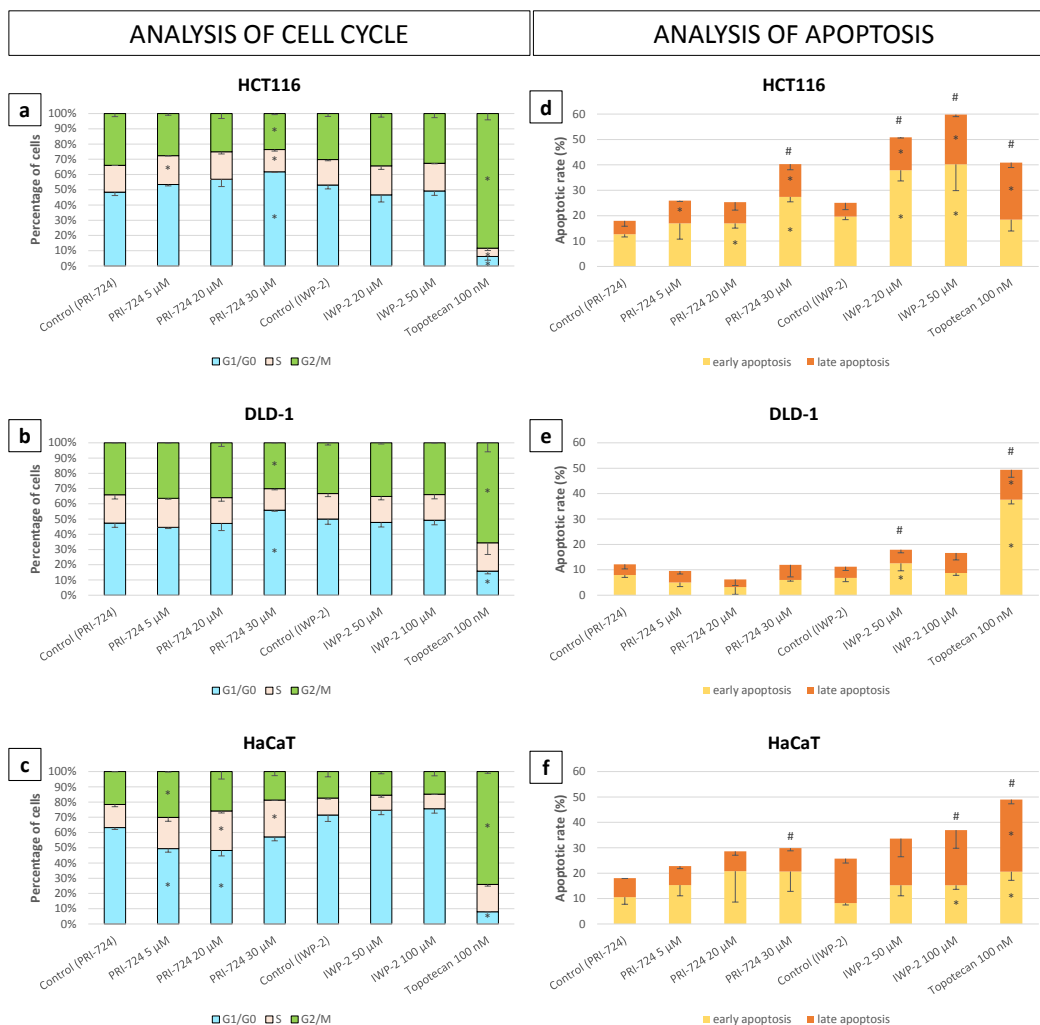 ANALYSIS OF CELL CYCLE
ANALYSIS OF APOPTOSIS
a
HCT116
Percentage of cells
100%
90%
80%
70%
60%
50%
40%
30%
20%
10%
0%
* * * * * * *
Control (PRI-724)
PRI-724 5 µM
PRI-724 20 µM
PRI-724 30 µM
Control (IWP-2)
IWP-2 20 µM
IWP-2 50 µM
Topotecan 100 nM
G1/G0 S G2/M
d
HCT116
Apoptotic rate (%)
60
50
40
30
20
10
0
# # # #
* * * * * * * * *
Control (PRI-724)
PRI-724 5 µM
PRI-724 20 µM
PRI-724 30 µM
Control (IWP-2)
IWP-2 20 µM
IWP-2 50 µM
Topotecan 100 nM
early apoptosis late apoptosis
b
DLD-1
Percentage of cells
100%
90%
80%
70%
60%
50%
40%
30%
20%
10%
0%
* * * *
Control (PRI-724)
PRI-724 5 µM
PRI-724 20 µM
PRI-724 30 µM
Control (IWP-2)
IWP-2 50 µM
IWP-2 100 µM
Topotecan 100 nM
G1/G0 S G2/M
e
DLD-1
Apoptotic rate (%)
60
50
40
30
20
10
0
# #
* * *
Control (PRI-724)
PRI-724 5 µM
PRI-724 20 µM
PRI-724 30 µM
Control (IWP-2)
IWP-2 50 µM
IWP-2 100 µM
Topotecan 100 nM
early apoptosis late apoptosis
c
HaCaT
Percentage of cells
100%
90%
80%
70%
60%
50%
40%
30%
20%
10%
0%
* * * * * * *
Control (PRI-724)
PRI-724 5 µM
PRI-724 20 µM
PRI-724 30 µM
Control (IWP-2)
IWP-2 50 µM
IWP-2 100 µM
Topotecan 100 nM
G1/G0 S G2/M
f
HaCaT
Apoptotic rate (%)
60
50
40
30
20
10
0
# # #
* * *
Control (PRI-724)
PRI-724 5 µM
PRI-724 20 µM
PRI-724 30 µM
Control (IWP-2)
IWP-2 50 µM
IWP-2 100 µM
Topotecan 100 nM
early apoptosis late apoptosis